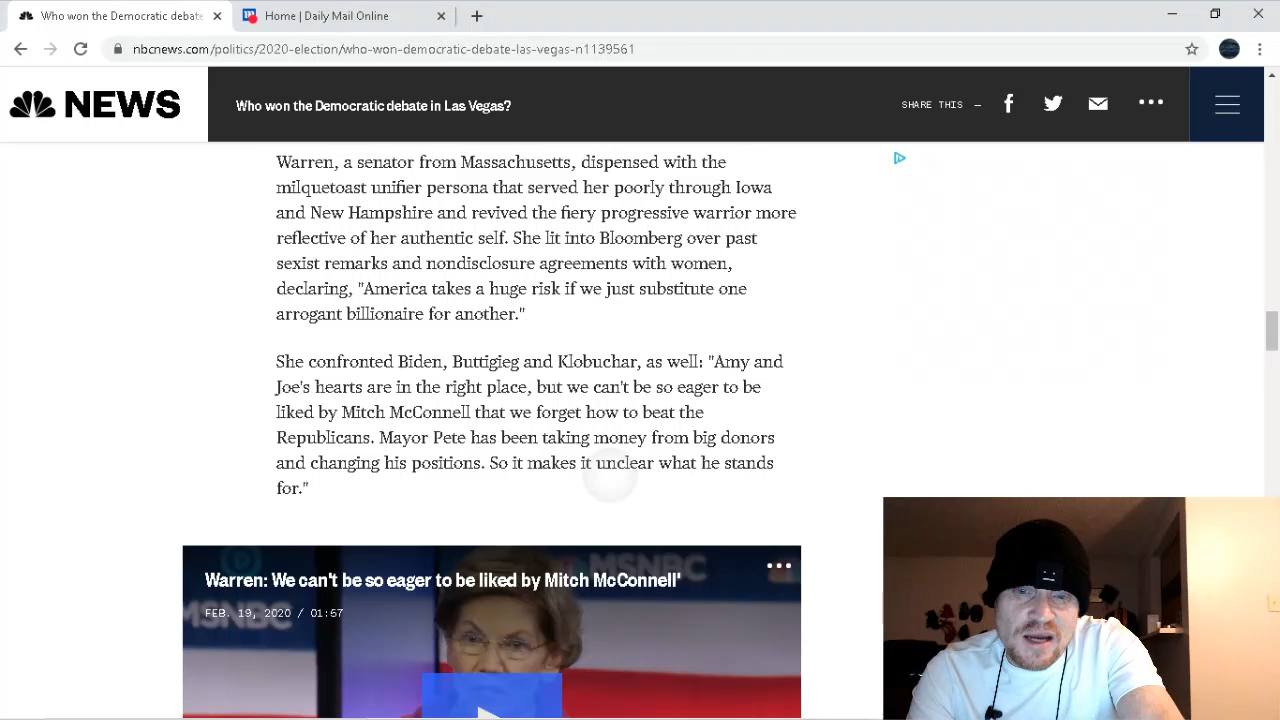 Who won the Democratic debate
Home | Daily Mail Online
nbcnews.com/politics/2020-election/who-won-democratic-debate-las-vegas-n1139561
NEWS
Who won the Democratic debate in Las Vegas?
SHARE THIS —
Warren, a senator from Massachusetts, dispensed with the
milquetoast unifier persona that served her poorly through Iowa
and New Hampshire and revived the fiery progressive warrior more
reflective of her authentic self. She lit into Bloomberg over past
sexist remarks and nondisclosure agreements with women,
declaring, "America takes a huge risk if we just substitute one
arrogant billionaire for another."
She confronted Biden, Buttigieg and Klobuchar, as well: "Amy and
Joe's hearts are in the right place, but we can't be so eager to be
liked by Mitch McConnell that we forget how to beat the
Republicans. Mayor Pete has been taking money from big donors
and changing his positions. So it makes it unclear what he stands
for."
Warren: We can't be so eager to be liked by Mitch McConnell'
FEB. 19, 2020 / 01:57
MSNBC
MSNBC